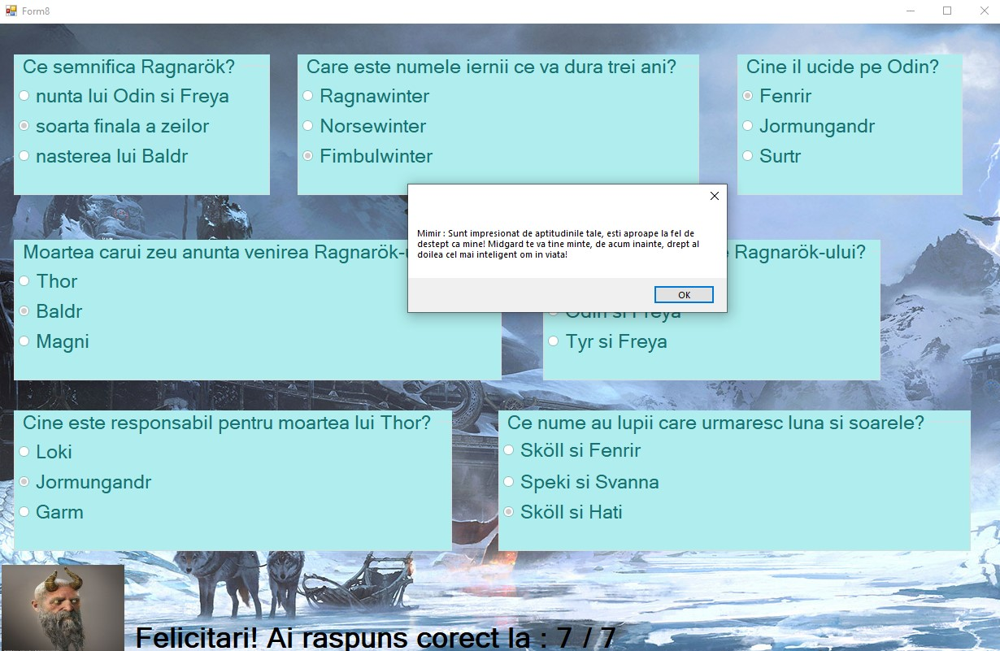 Form8
Ce semnifica Ragnarök?
nunta lui Odin si Freya
soarta finala a zeilor
nasterea lui Baldr
Care este numele iernii ce va dura trei ani?
Ragnawinter
Norsewinter
Fimbulwinter
Cine il ucide pe Odin?
Fenrir
Jormungandr
Surtr
Mimir : Sunt impresionat de aptitudinile tale, esti aproape la fel de
destept ca mine! Midgard te va tine minte, de acum inainte, drept al
doilea cel mai inteligent om in viata!
OK
Moartea carui zeu anunta venirea Ragnarök-u
Thor
Baldr
Magni
Ragnarök-ului?
Odin si Freya
Tyr si Freya
Cine este responsabil pentru moartea lui Thor?
Loki
Jormungandr
Garm
Ce nume au lupii care urmaresc luna si soarele?
Sköll si Fenrir
Speki si Svanna
Sköll si Hati
Felicitari! Ai raspuns corect la : 7 / 7